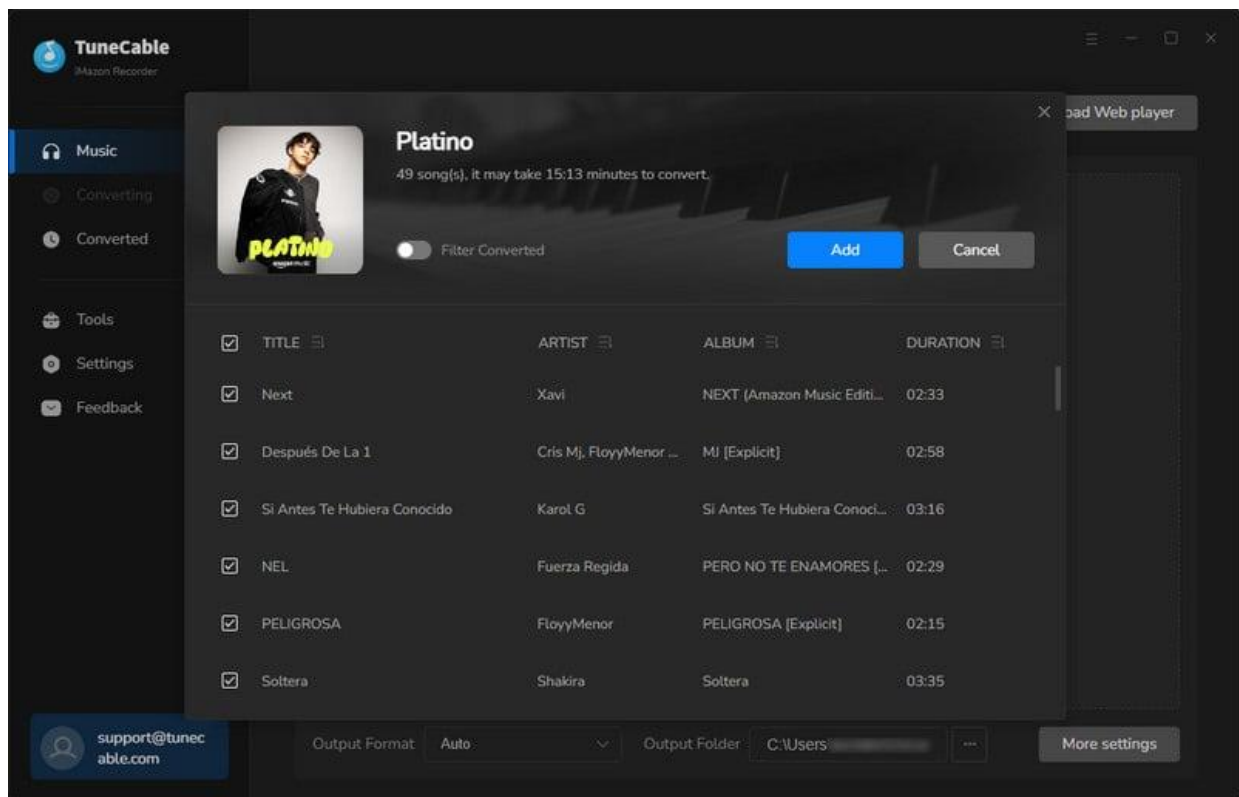 TuneCable
iMazon Recorder
oad Web player
Music
Converting
Converted
Tools
Settings
Feedback
support@tunec
able.com
Platino
49 song(s), it may take 15:13 minutes to convert.
PLATINO
amazon music
Filter Converted
Add
Cancel
TITLE ARTIST ALBUM DURATION
Next Xavi NEXT (Amazon Music Editi... 02:33
Después De La 1 Cris Mj, FloyyMenor ... MJ [Explicit] 02:58
Si Antes Te Hubiera Conocido Karol G Si Antes Te Hubiera Conoci... 03:16
NEL Fuerza Regida PERO NO TE ENAMORES [... 02:29
PELIGROSA FloyyMenor PELIGROSA [Explicit] 02:15
Soltera Shakira Soltera 03:35
Output Format Auto Output Folder C:\Users ... More settings